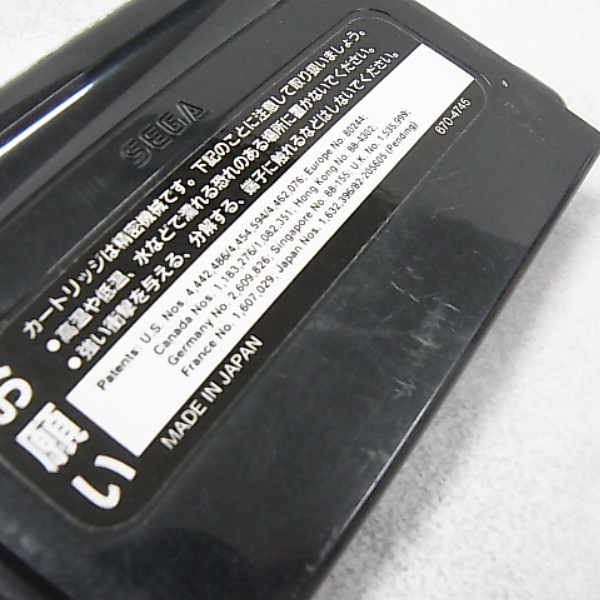 SEGA
お願い
カートリッジは精密機械です。下記のことに注意して取り扱いましょう。
●高温や低温、水などで濡れる恐れのある場所に置かないでください。
●強い衝撃を与える、分解する、端子に触れるなどはしないでください。
Patents: U.S. Nos. 4,442,486/4,454,594/4,462,076; Europe No. 80244;
Canada Nos. 1,183,276/1,082,351; Hong Kong No. 88-4302;
Germany No. 2,609,826; Singapore No. 88-155; U.K. No. 1,535,999;
France No. 1,607,029; Japan Nos. 1,632,396/82-205605 (Pending)
MADE IN JAPAN
670-4745